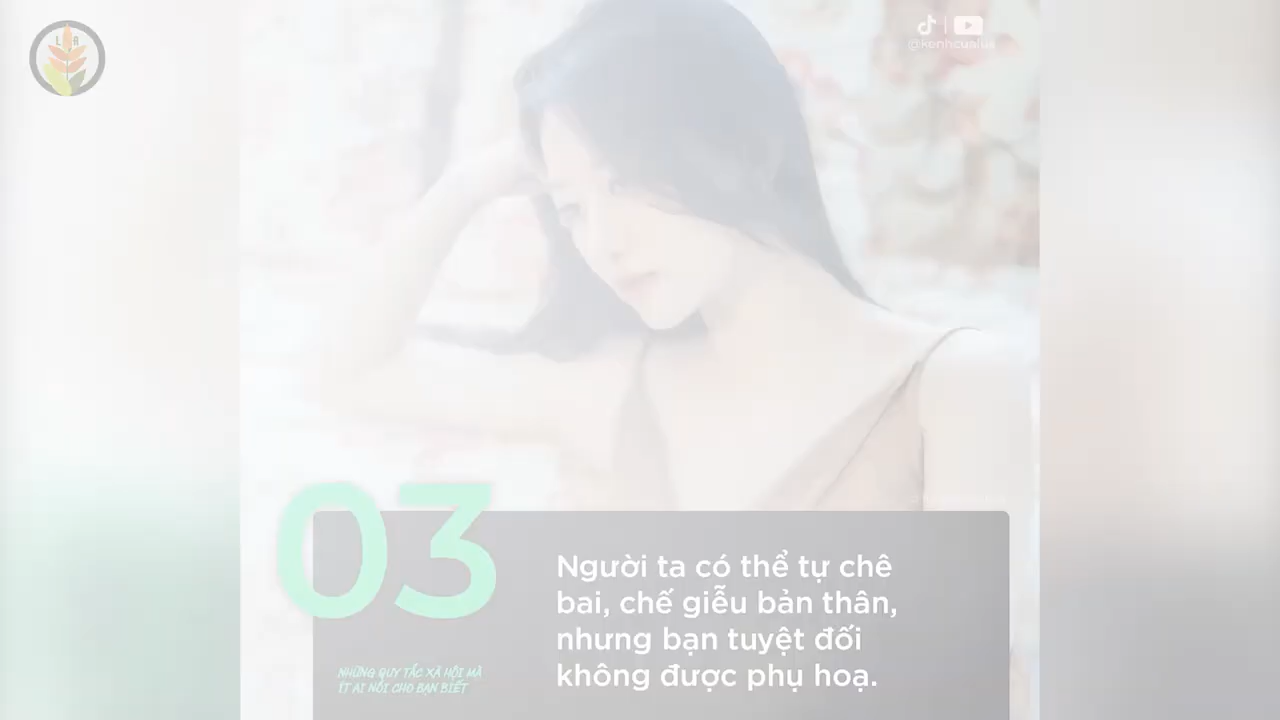 L R
@kenhcualus
03
Người ta có thể tự chê
bai, chế giễu bản thân,
nhưng bạn tuyệt đối
không được phụ hoạ.
NHỮNG QUY TẮC XÃ HỘI MÀ
ÍT AI NÓI CHO BẠN BIẾT